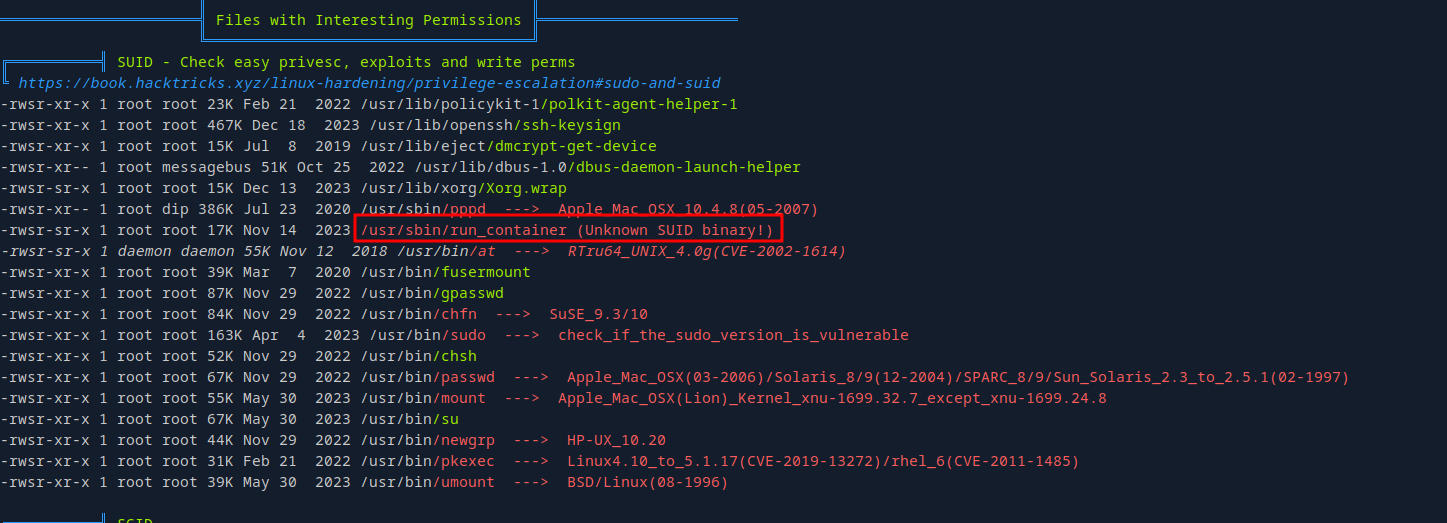 Files with Interesting Permissions
SUID - Check easy privesc, exploits and write perms
https://book.hacktricks.xyz/linux-hardening/privilege-escalation#sudo-and-suid
-rwsr-xr-x 1 root root 23K Feb 21  2022 /usr/lib/policykit-1/polkit-agent-helper-1
-rwsr-xr-x 1 root root 467K Dec 18  2023 /usr/lib/openssh/ssh-keysign
-rwsr-xr-x 1 root root 15K Jul  8  2019 /usr/lib/eject/dmcrypt-get-device
-rwsr-xr-- 1 root messagebus 51K Oct 25  2022 /usr/lib/dbus-1.0/dbus-daemon-launch-helper
-rwsr-sr-x 1 root root 15K Dec 13  2023 /usr/lib/xorg/Xorg.wrap
-rwsr-xr-- 1 root dip 386K Jul 23  2020 /usr/sbin/pppd  --->  Apple_Mac_OSX_10.4.8(05-2007)
-rwsr-sr-x 1 root root 17K Nov 14  2023 /usr/sbin/run_container (Unknown SUID binary!)
-rwsr-sr-x 1 daemon daemon 55K Nov 12  2018 /usr/bin/at  --->  RTru64_UNIX_4.0g(CVE-2002-1614)
-rwsr-xr-x 1 root root 39K Mar  7  2020 /usr/bin/fusermount
-rwsr-xr-x 1 root root 87K Nov 29  2022 /usr/bin/gpasswd
-rwsr-xr-x 1 root root 84K Nov 29  2022 /usr/bin/chfn  --->  SuSE_9.3/10
-rwsr-xr-x 1 root root 163K Apr  4  2023 /usr/bin/sudo  --->  check_if_the_sudo_version_is_vulnerable
-rwsr-xr-x 1 root root 52K Nov 29  2022 /usr/bin/chsh
-rwsr-xr-x 1 root root 67K Nov 29  2022 /usr/bin/passwd  --->  Apple_Mac_OSX(03-2006)/Solaris_8/9(12-2004)/SPARC_8/9/Sun_Solaris_2.3_to_2.5.1(02-1997)
-rwsr-xr-x 1 root root 55K May 30  2023 /usr/bin/mount  --->  Apple_Mac_OSX(Lion)_Kernel_xnu-1699.32.7_except_xnu-1699.24.8
-rwsr-xr-x 1 root root 67K May 30  2023 /usr/bin/su
-rwsr-xr-x 1 root root 44K Nov 29  2022 /usr/bin/newgrp  --->  HP-UX_10.20
-rwsr-xr-x 1 root root 31K Feb 21  2022 /usr/bin/pkexec  --->  Linux4.10_to_5.1.17(CVE-2019-13272)/rhel_6(CVE-2011-1485)
-rwsr-xr-x 1 root root 39K May 30  2023 /usr/bin/umount  --->  BSD/Linux(08-1996)
SGID